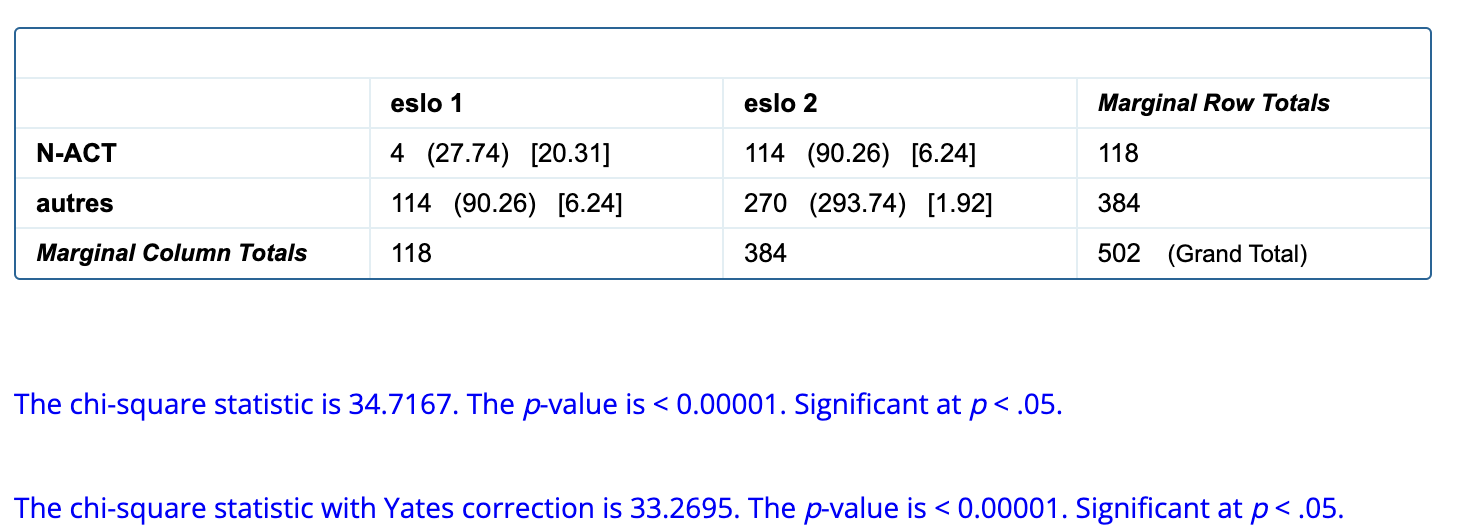 eslo 1 eslo 2 Marginal Row Totals
N-ACT 4 (27.74) [20.31] 114 (90.26) [6.24] 118
autres 114 (90.26) [6.24] 270 (293.74) [1.92] 384
Marginal Column Totals 118 384 502 (Grand Total)
The chi-square statistic is 34.7167. The p-value is < 0.00001. Significant at p < .05.
The chi-square statistic with Yates correction is 33.2695. The p-value is < 0.00001. Significant at p < .05.